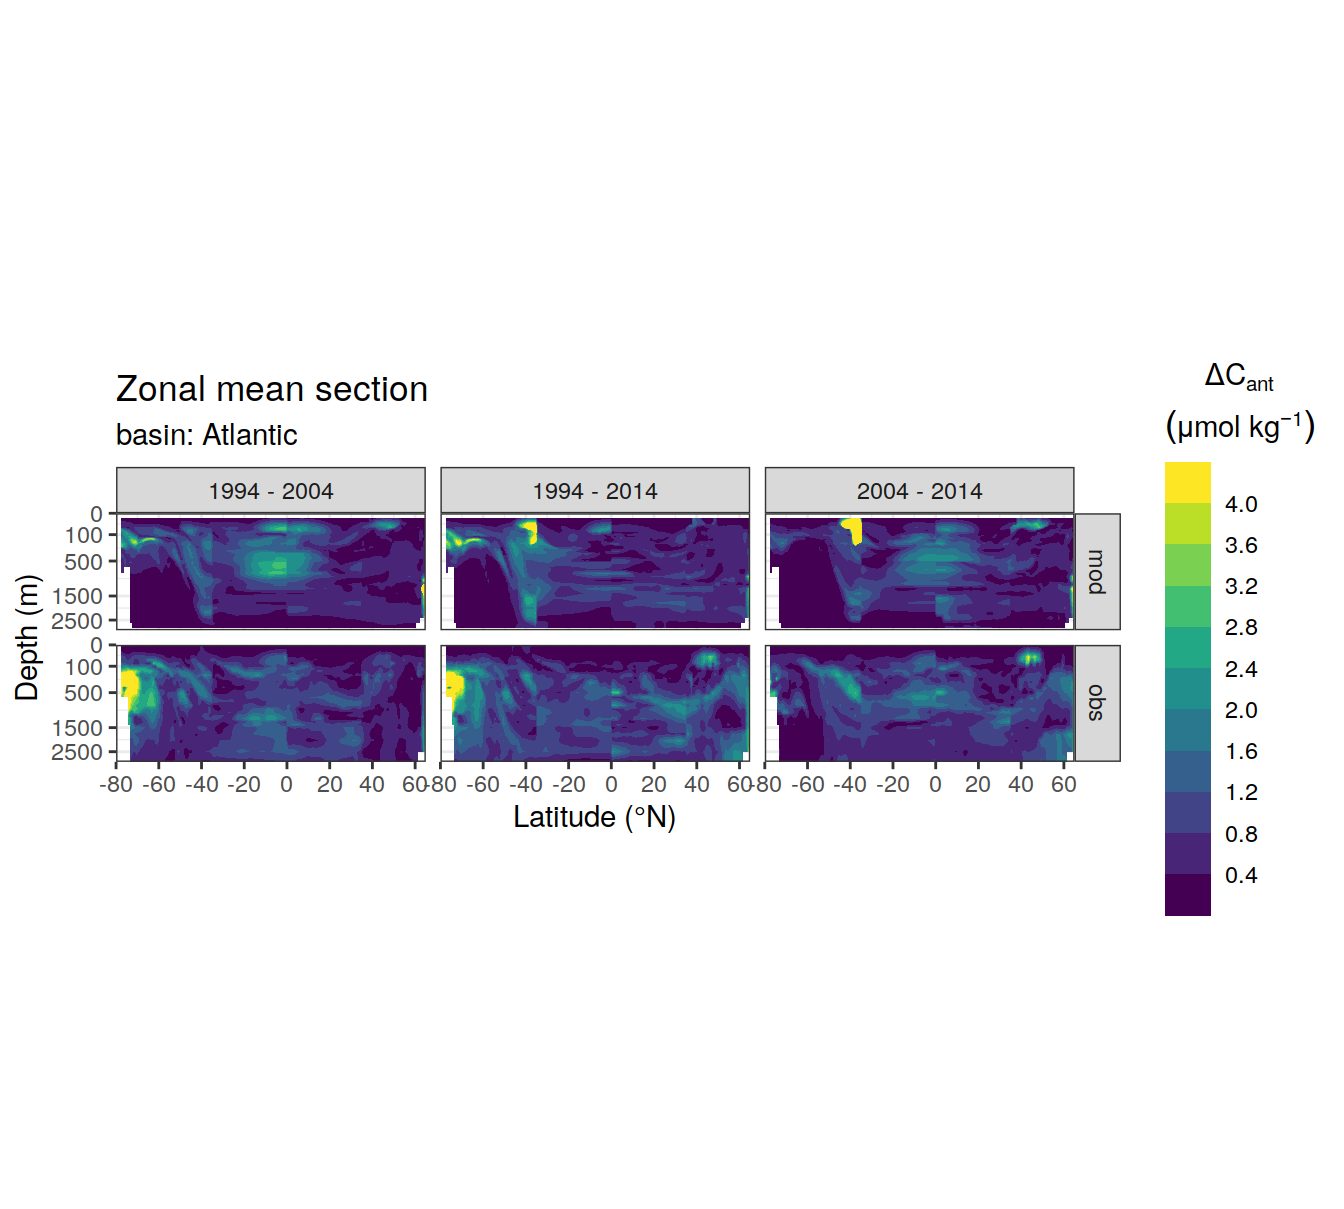 Zonal mean section
basin: Atlantic
1994 - 2004
1994 - 2014
2004 - 2014
0
100
500
1500
2500
mod
0
100
500
1500
2500
obs
-80 -60 -40 -20 0 20 40 60
-80 -60 -40 -20 0 20 40 60
-80 -60 -40 -20 0 20 40 60
Latitude (°N)
Depth (m)
ΔCant
(μmol kg⁻¹)
4.0
3.6
3.2
2.8
2.4
2.0
1.6
1.2
0.8
0.4